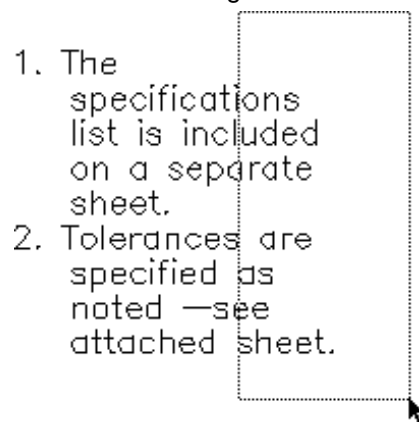 1. The
specifications
list is included
on a separate
sheet.
2. Tolerances are
specified as
noted —see
attached sheet.